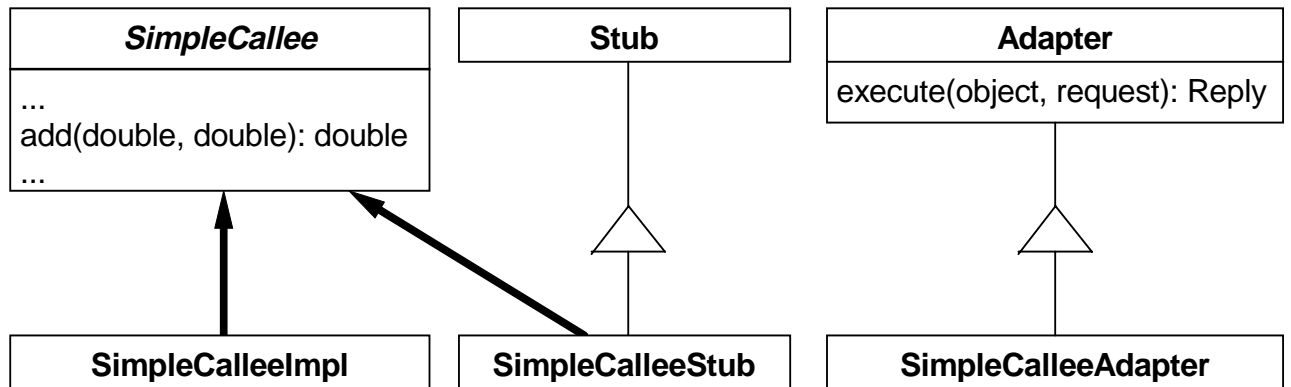 SimpleCallee
...
add(double, double): double
...
Stub
Adapter
execute(object, request): Reply
SimpleCalleeImpl
SimpleCalleeStub
SimpleCalleeAdapter